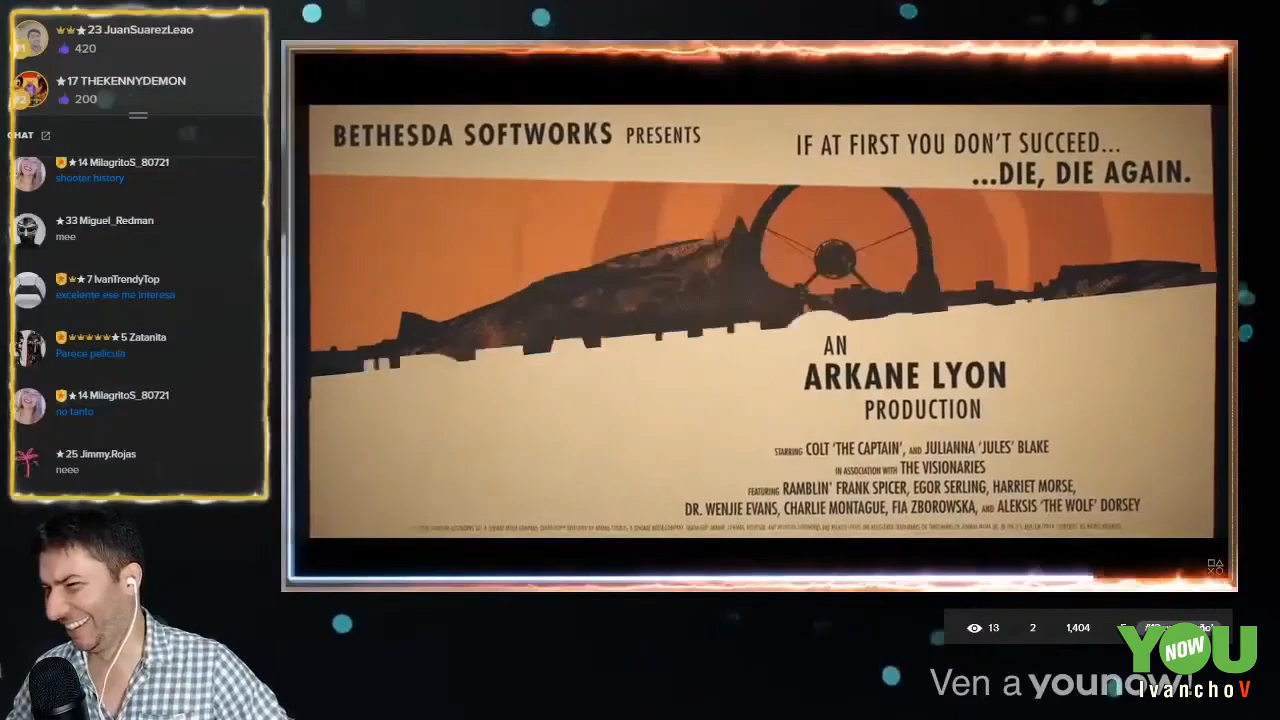 23 JuanSuarezLeao
420
17 THEKENNYDEMON
200
CHAT
14 MilagritoS_80721
shooter history
33 Miguel_Redman
mee
7 IvanTrendyTop
excelente ese me interesa
5 Zatanita
Parece pelicula
14 MilagritoS_80721
no tanto
25 Jimmy.Rojas
neee
BETHESDA SOFTWORKS PRESENTS
IF AT FIRST YOU DON'T SUCCEED...
...DIE, DIE AGAIN.
AN
ARKANE LYON
PRODUCTION
STARRING COLT 'THE CAPTAIN', AND JULIANNA 'JULES' BLAKE
IN ASSOCIATION WITH THE VISIONARIES
FEATURING RAMBLIN' FRANK SPICER, EGOR SERLING, HARRIET MORSE,
DR. WENJIE EVANS, CHARLIE MONTAGUE, FIA ZBOROWSKA, AND ALEKSIS 'THE WOLF' DORSEY
13 2 1,404
YOU
NOW
Ven a younow!
IvanchoV